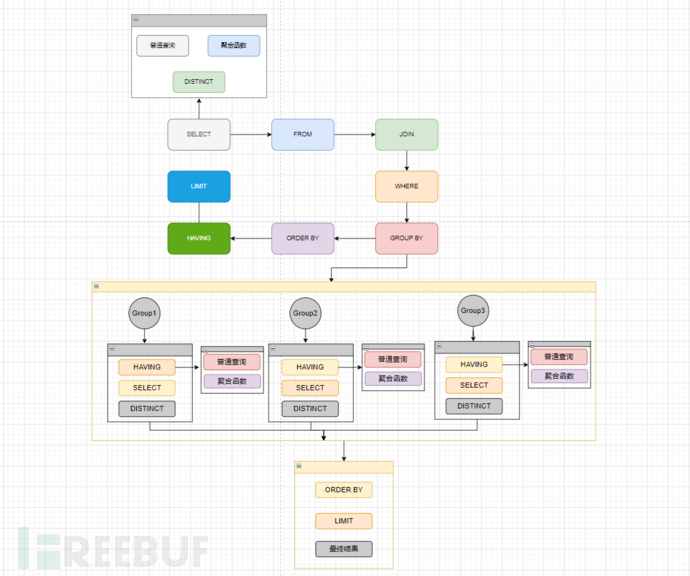 普通查询
聚合函数
DISTINCT
SELECT
FROM
JOIN
LIMIT
WHERE
HAVING
ORDER BY
GROUP BY
Group1
Group2
Group3
HAVING
SELECT
DISTINCT
普通查询
聚合函数
HAVING
SELECT
DISTINCT
普通查询
聚合函数
HAVING
SELECT
DISTINCT
普通查询
聚合函数
ORDER BY
LIMIT
最终结果
FREEBUF